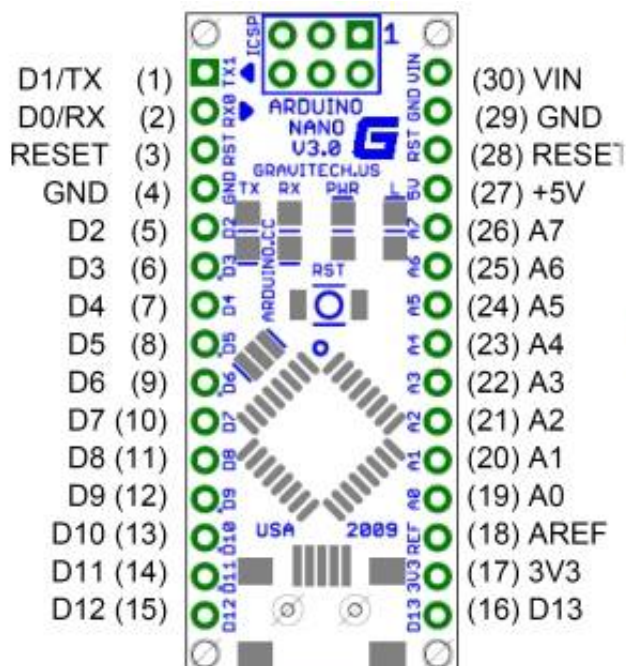 D1/TX (1)
D0/RX (2)
RESET (3)
GND (4)
D2 (5)
D3 (6)
D4 (7)
D5 (8)
D6 (9)
D7 (10)
D8 (11)
D9 (12)
D10 (13)
D11 (14)
D12 (15)
ICSP
1
TX1
RX0
RST
GND
D2
D3
D4
D5
D6
D7
D8
D9
D10
D11
D12
ARDUINO
NANO
V3.0
G
GRAVITECH.US
TX RX PWR L
ARDUINO.CC
RST
USA 2009
VIN
GND
RST
5V
A7
A6
A5
A4
A3
A2
A1
A0
REF
3V3
D13
(30) VIN
(29) GND
(28) RESET
(27) +5V
(26) A7
(25) A6
(24) A5
(23) A4
(22) A3
(21) A2
(20) A1
(19) A0
(18) AREF
(17) 3V3
(16) D13